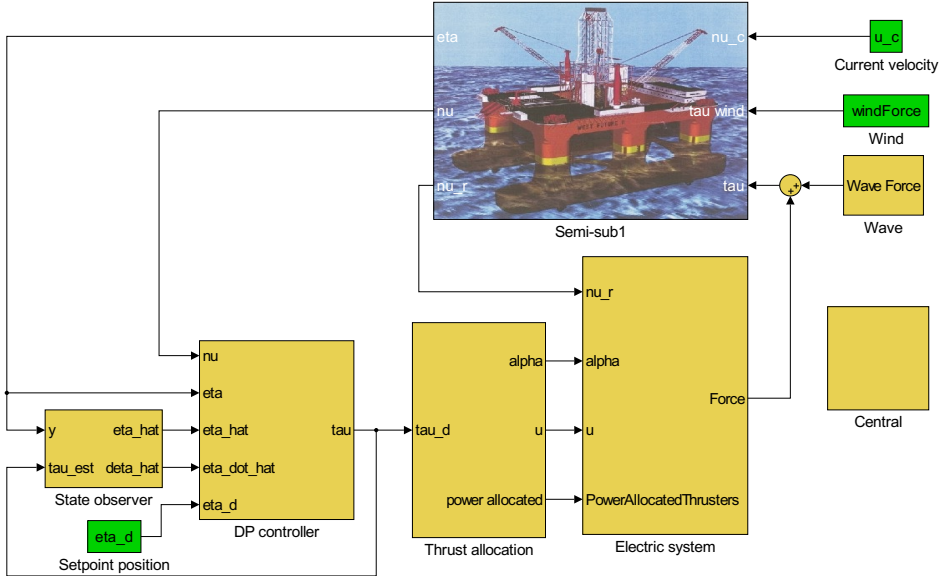 eta
nu_c
u_c
Current velocity
nu
tau wind
windForce
Wind
nu_r
tau
Wave Force
Wave
Semi-sub1
nu_r
nu
alpha
alpha
eta
Force
Central
y
eta_hat
eta_hat
tau
tau_d
u
u
tau_est
deta_hat
eta_dot_hat
State observer
eta_d
power allocated
PowerAllocatedThrusters
eta_d
DP controller
Thrust allocation
Electric system
Setpoint position